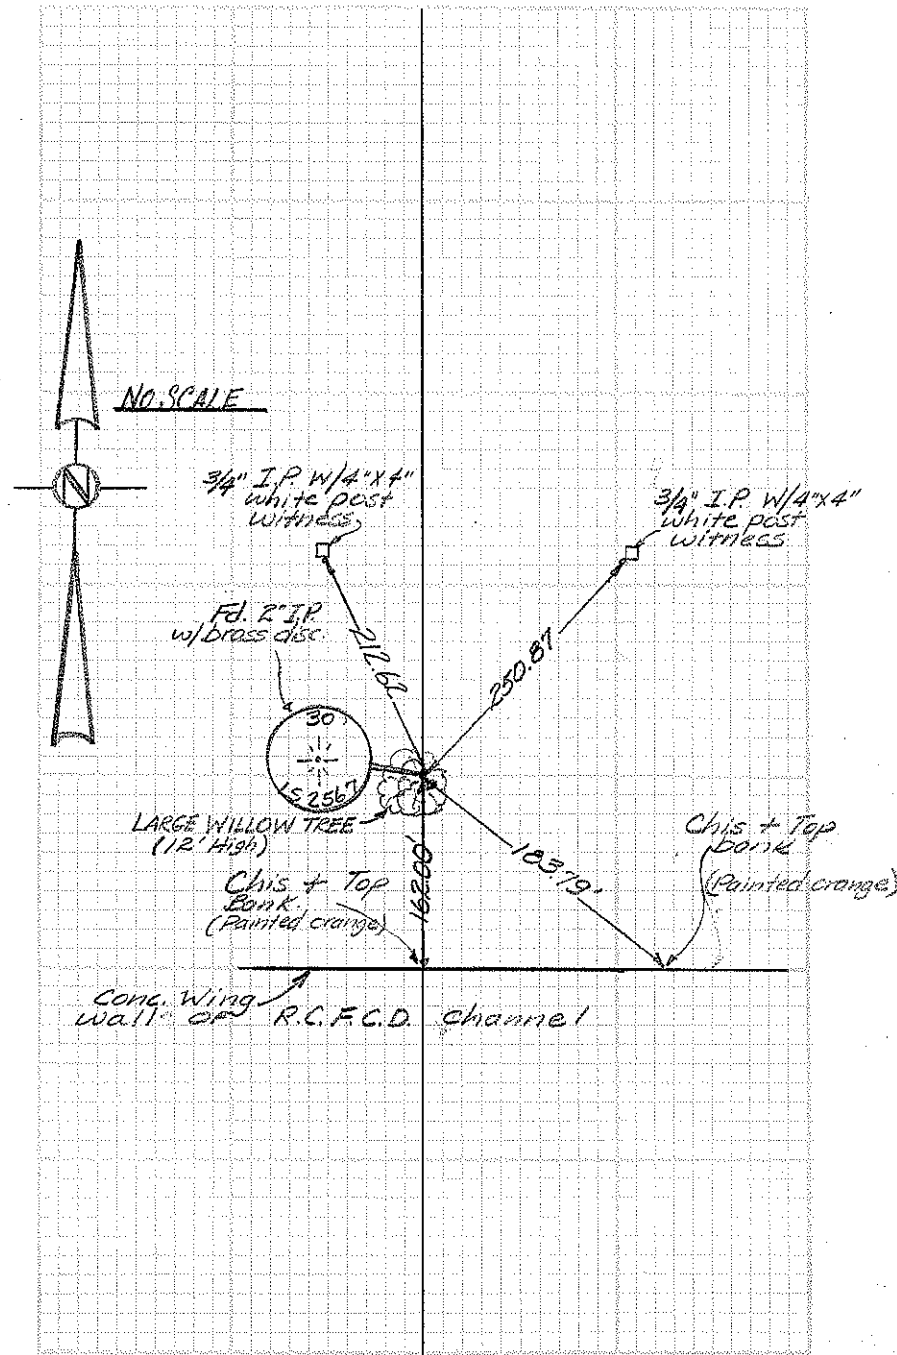 NO SCALE
N
3/4" I.P. W/4"X4"
white post
witness
3/4" I.P. W/4"X4"
white post
witness
Fd. 2" I.P.
w/brass disc.
212.62
250.87
30
LS 2567
LARGE WILLOW TREE
(12' High)
Chis + Top
Bank.
(Painted orange)
162.00'
183.79'
Chis + Top
bank
(Painted orange)
Conc. Wing
wall of R.C.F.C.D. Channel